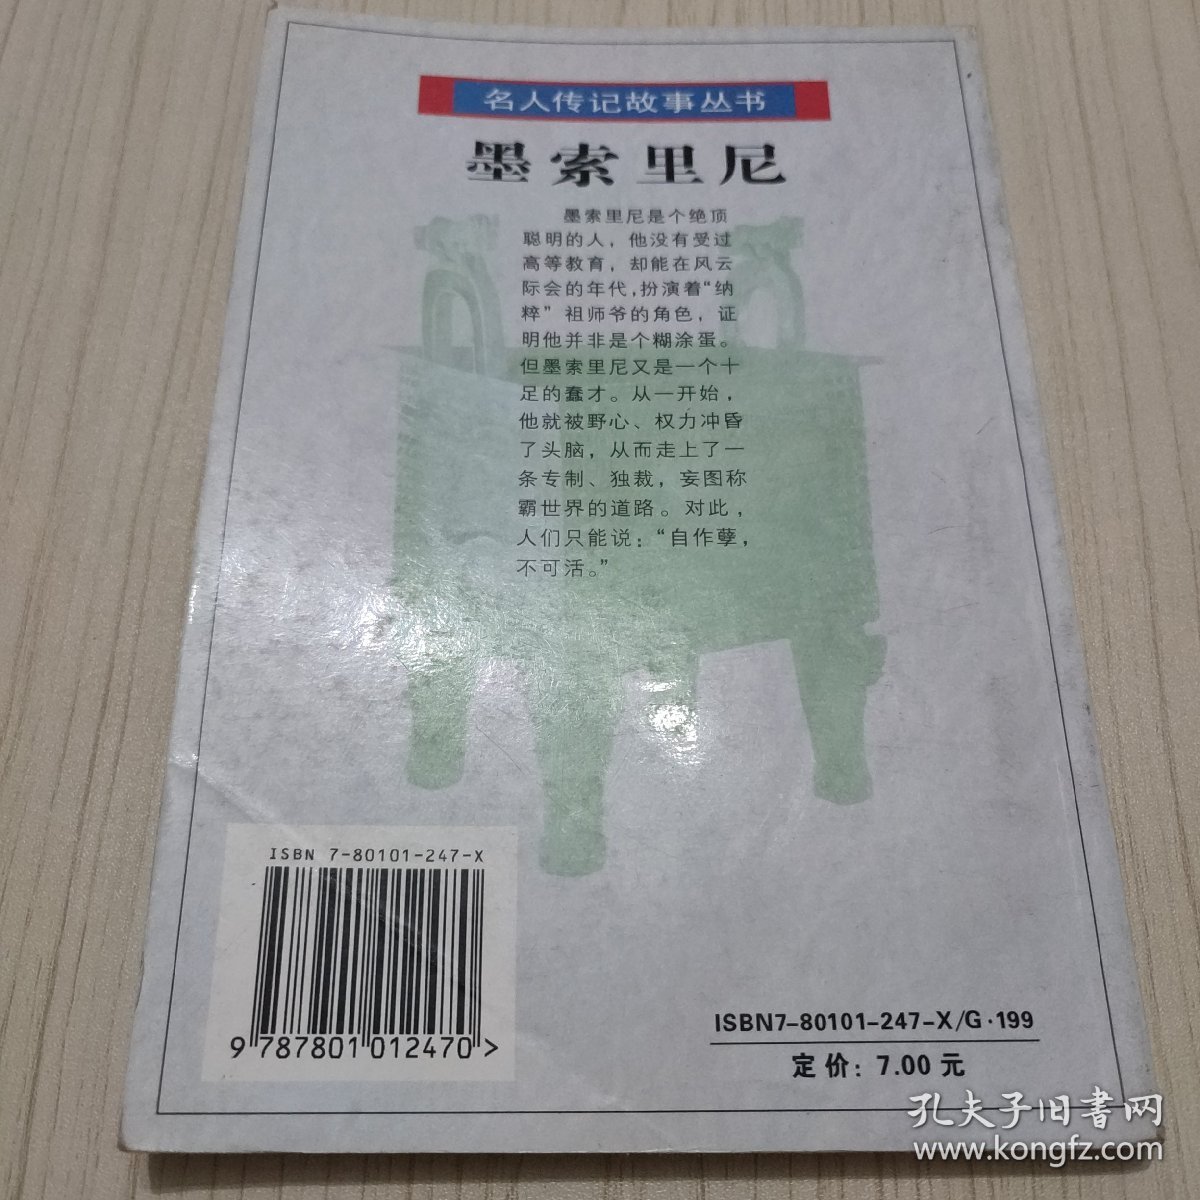 名人传记故事丛书
墨索里尼
墨索里尼是个绝顶
聪明的人，他没有受过
高等教育，却能在风云
际会的年代，扮演着“纳
粹”祖师爷的角色，证
明他并非是个糊涂蛋。
但墨索里尼又是一个十
足的蠢才。从一开始，
他就被野心、权力冲昏
了头脑，从而走上了一
条专制、独裁，妄图称
霸世界的道路。对此，
人们只能说：“自作孽，
不可活。”
ISBN 7-80101-247-X
9 787801 012470 >
ISBN7-80101-247-X/G·199
定价：7.00元
孔夫子旧書网
www.kongfz.com